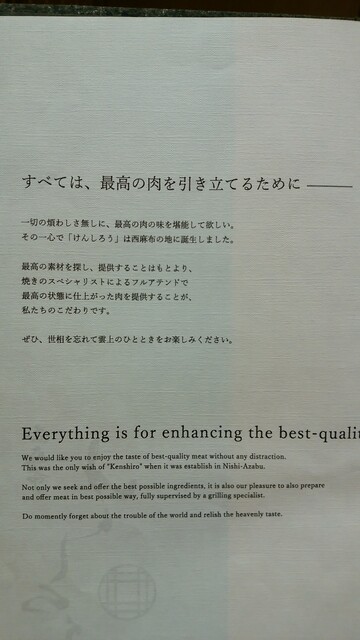 すべては、最高の肉を引き立てるために
一切の煩わしさ無しに、最高の肉の味を堪能して欲しい。
その一心で「けんしろう」は西麻布の地に誕生しました。
最高の素材を探し、提供することはもとより、
焼きのスペシャリストによるフルアテンドで
最高の状態に仕上がった肉を提供することが、
私たちのこだわりです。
ぜひ、世相を忘れて雲上のひとときをお楽しみください。
Everything is for enhancing the best-quali
We would like you to enjoy the taste of best-quality meat without any distraction.
This was the only wish of "Kenshiro" when it was establish in Nishi-Azabu.
Not only we seek and offer the best possible ingredients, it is also our pleasure to also prepare
and offer meat in best possible way, fully supervised by a grilling specialist.
Do momently forget about the trouble of the world and relish the heavenly taste.